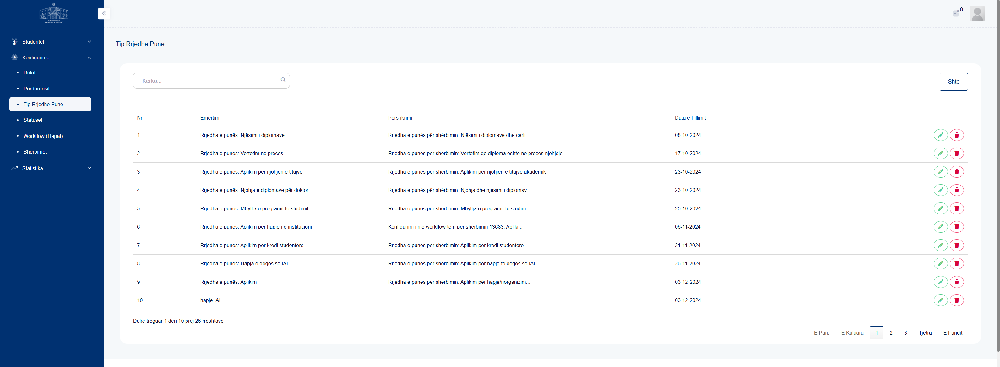 0
Studentët
Konfigurime
Rolet
Përdoruesit
Tip Rrjedhë Pune
Statuset
Workflow (Hapat)
Shërbimet
Statistika
Tip Rrjedhë Pune
Kërko...
Shto
Nr Emërtimi Përshkrimi Data e Fillimit
1 Rrjedha e punës: Njësimi i diplomave Rrjedha e punës për shërbimin: Njësimi i diplomave dhe certi... 08-10-2024
2 Rrjedha e punes: Vertetim ne proces Rrjedha e punes per sherbimin: Vertetim qe diploma eshte ne proces njohjeje 17-10-2024
3 Rrjedha e punës: Aplikim per njohjen e titujve Rrjedha e punës për shërbimin: Aplikim per njohjen e titujve akademik 23-10-2024
4 Rrjedha e punës: Njohja e diplomave për doktor Rrjedha e punës për shërbimin: Njohja dhe njesimi i diplomav... 23-10-2024
5 Rrjedha e punës: Mbyllja e programit te studimit Rrjedha e punës për shërbimin: Mbyllja e programit te studim... 25-10-2024
6 Rrjedha e punës: Aplikim për hapjen e institucioni Konfigurimi i nje workflow te ri per sherbimin 13683: Apliki... 06-11-2024
7 Rrjedha e punës: Aplikim për kredi studentore Rrjedha e punes per sherbimin: Aplikim per kredi studentore 21-11-2024
8 Rrjedha e punes: Hapja e deges se IAL Rrjedha e punes per sherbimin: Aplikim per hapje te deges se IAL 26-11-2024
9 Rrjedha e punës: Aplikim Rrjedha e punes per sherbimin: Aplikim për hapje/riorganizim... 03-12-2024
10 hapje IAL 03-12-2024
Duke treguar 1 deri 10 prej 26 rreshtave
E Para E Kaluara 1 2 3 Tjetra E Fundit